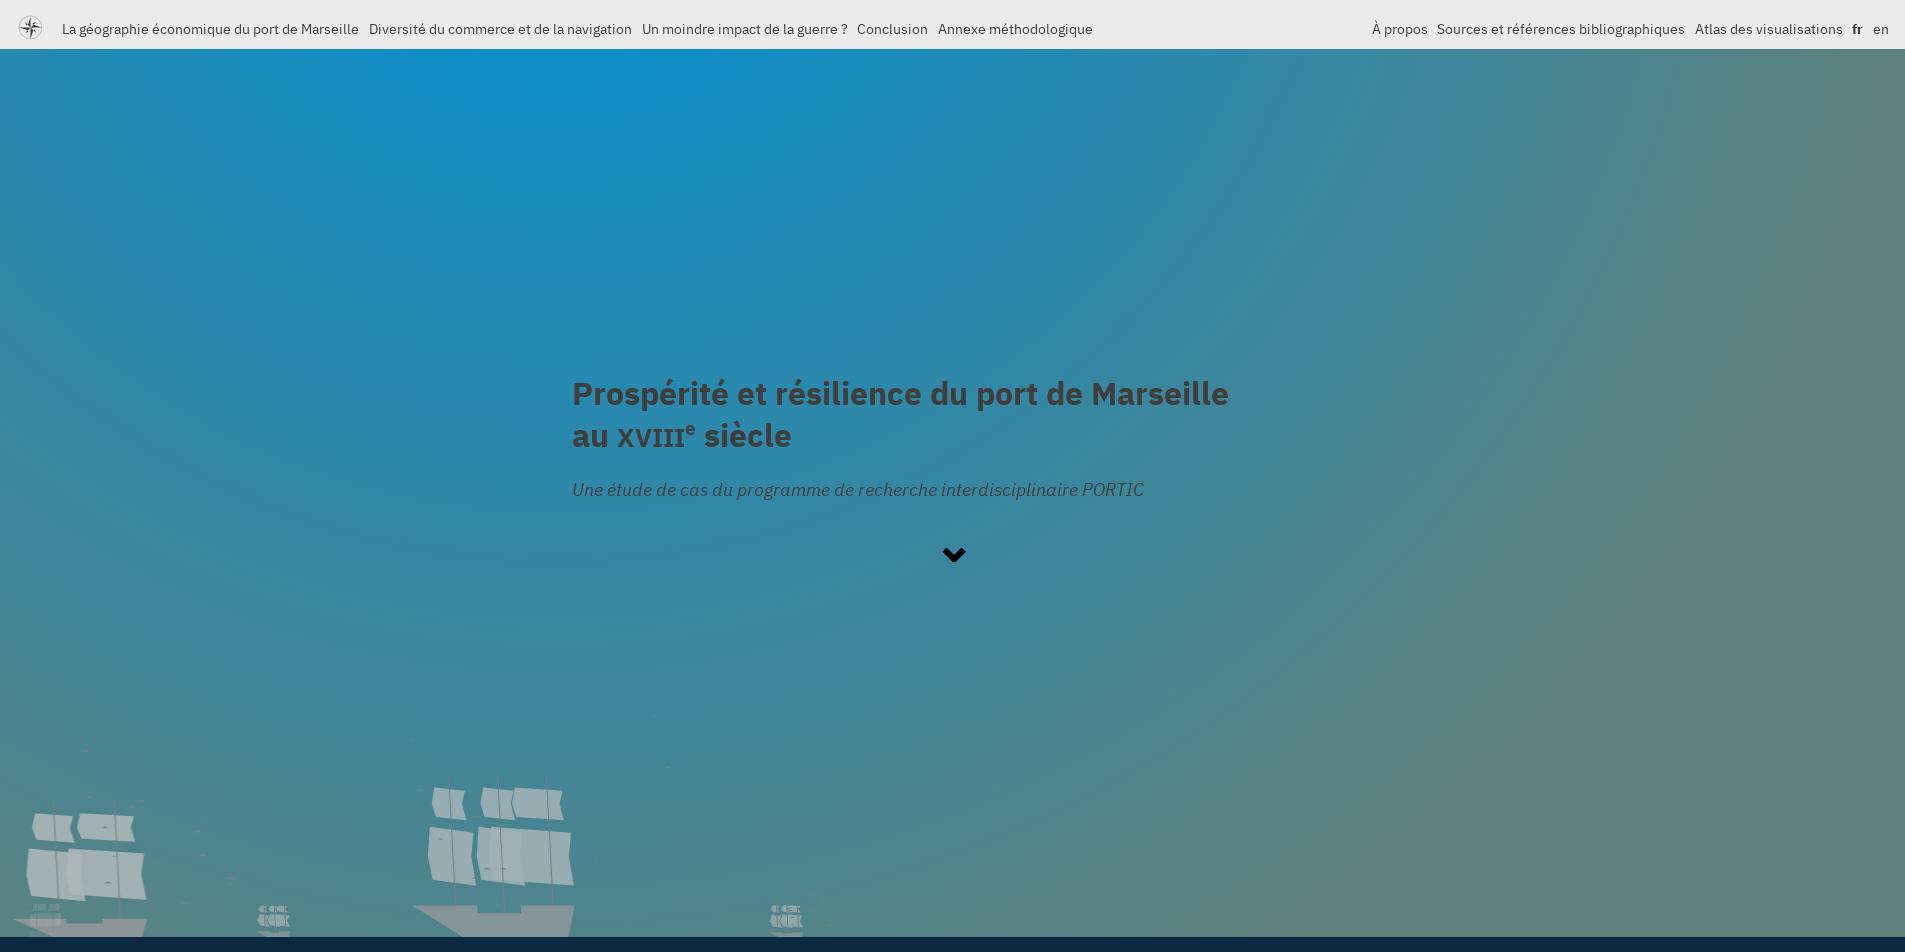 La géographie économique du port de Marseille Diversité du commerce et de la navigation Un moindre impact de la guerre ? Conclusion Annexe méthodologique À propos Sources et références bibliographiques Atlas des visualisations fr en
Prospérité et résilience du port de Marseille
au XVIIIe siècle
Une étude de cas du programme de recherche interdisciplinaire PORTIC